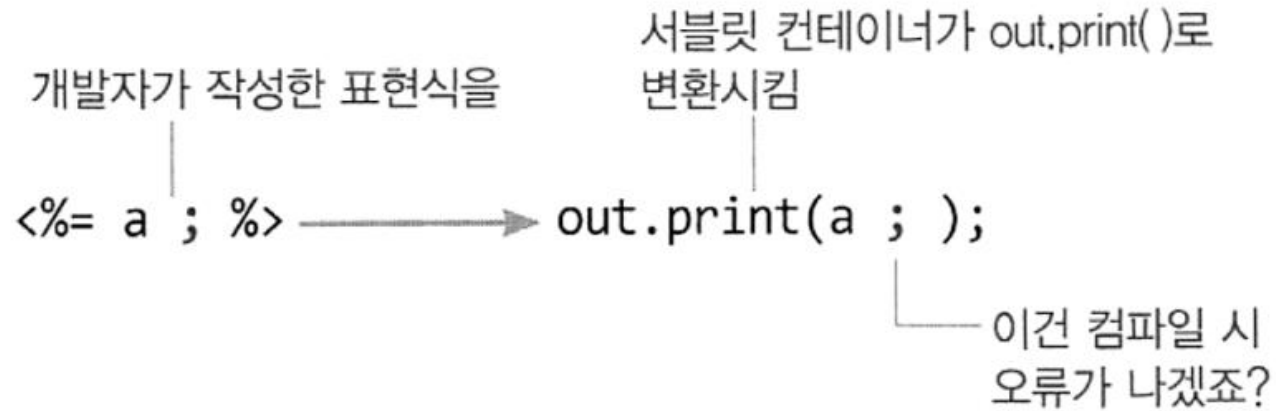 개발자가 작성한 표현식을
서블릿 컨테이너가 out.print( )로
변환시킴
<%= a ; %>
out.print(a ; );
이건 컴파일 시
오류가 나겠죠?